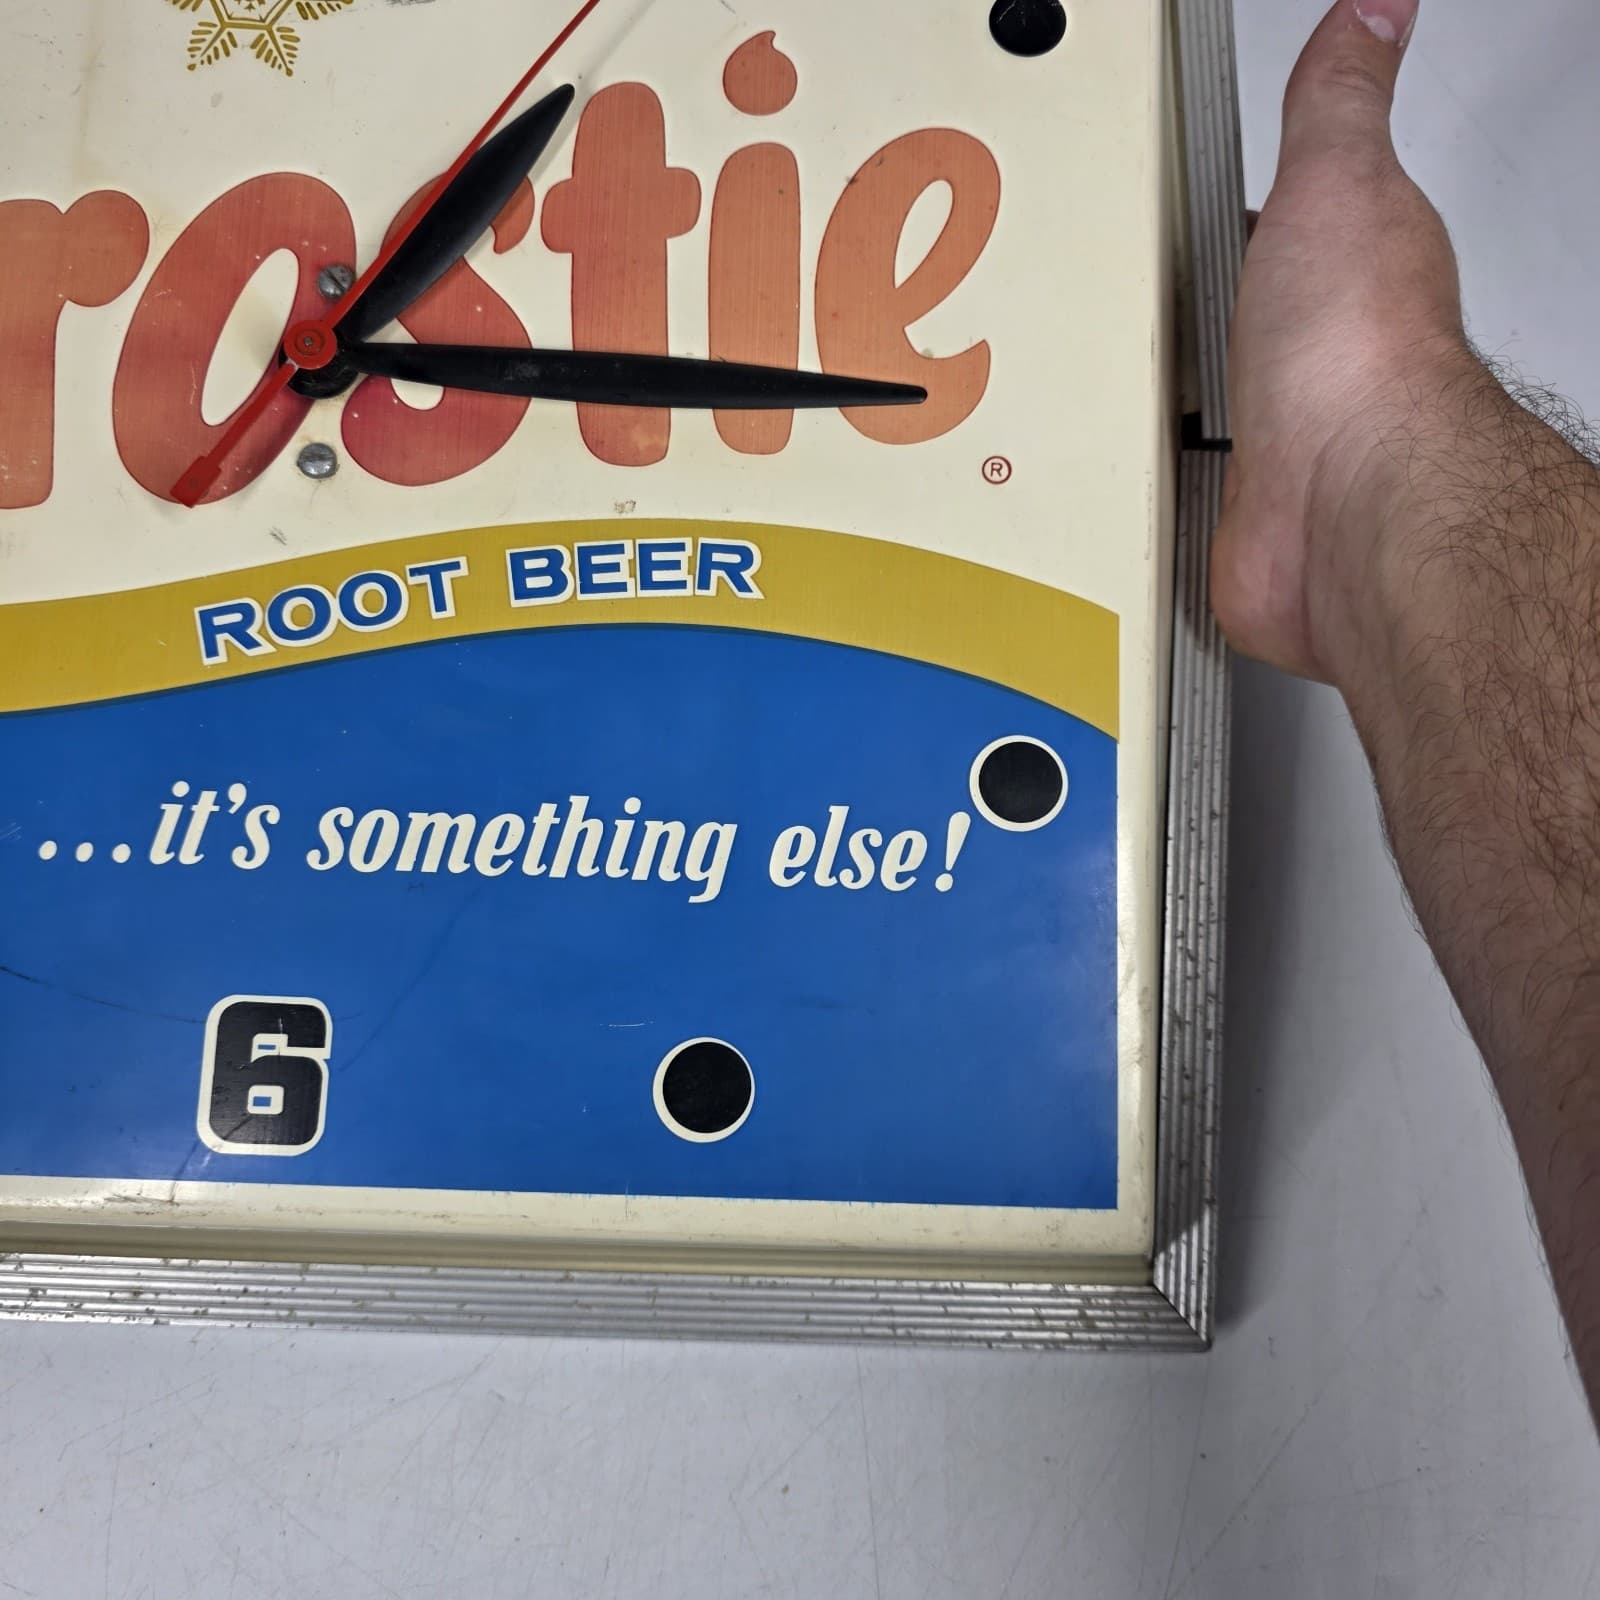 rostie ®
ROOT BEER
...it's something else!
6